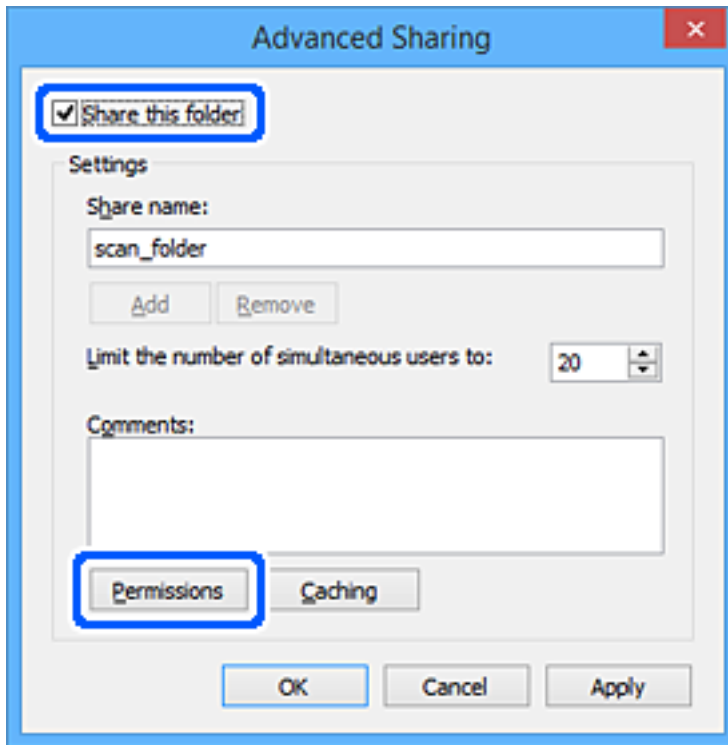 Advanced Sharing
Share this folder
Settings
Share name:
scan_folder
Add Remove
Limit the number of simultaneous users to: 20
Comments:
Permissions Caching
OK Cancel Apply